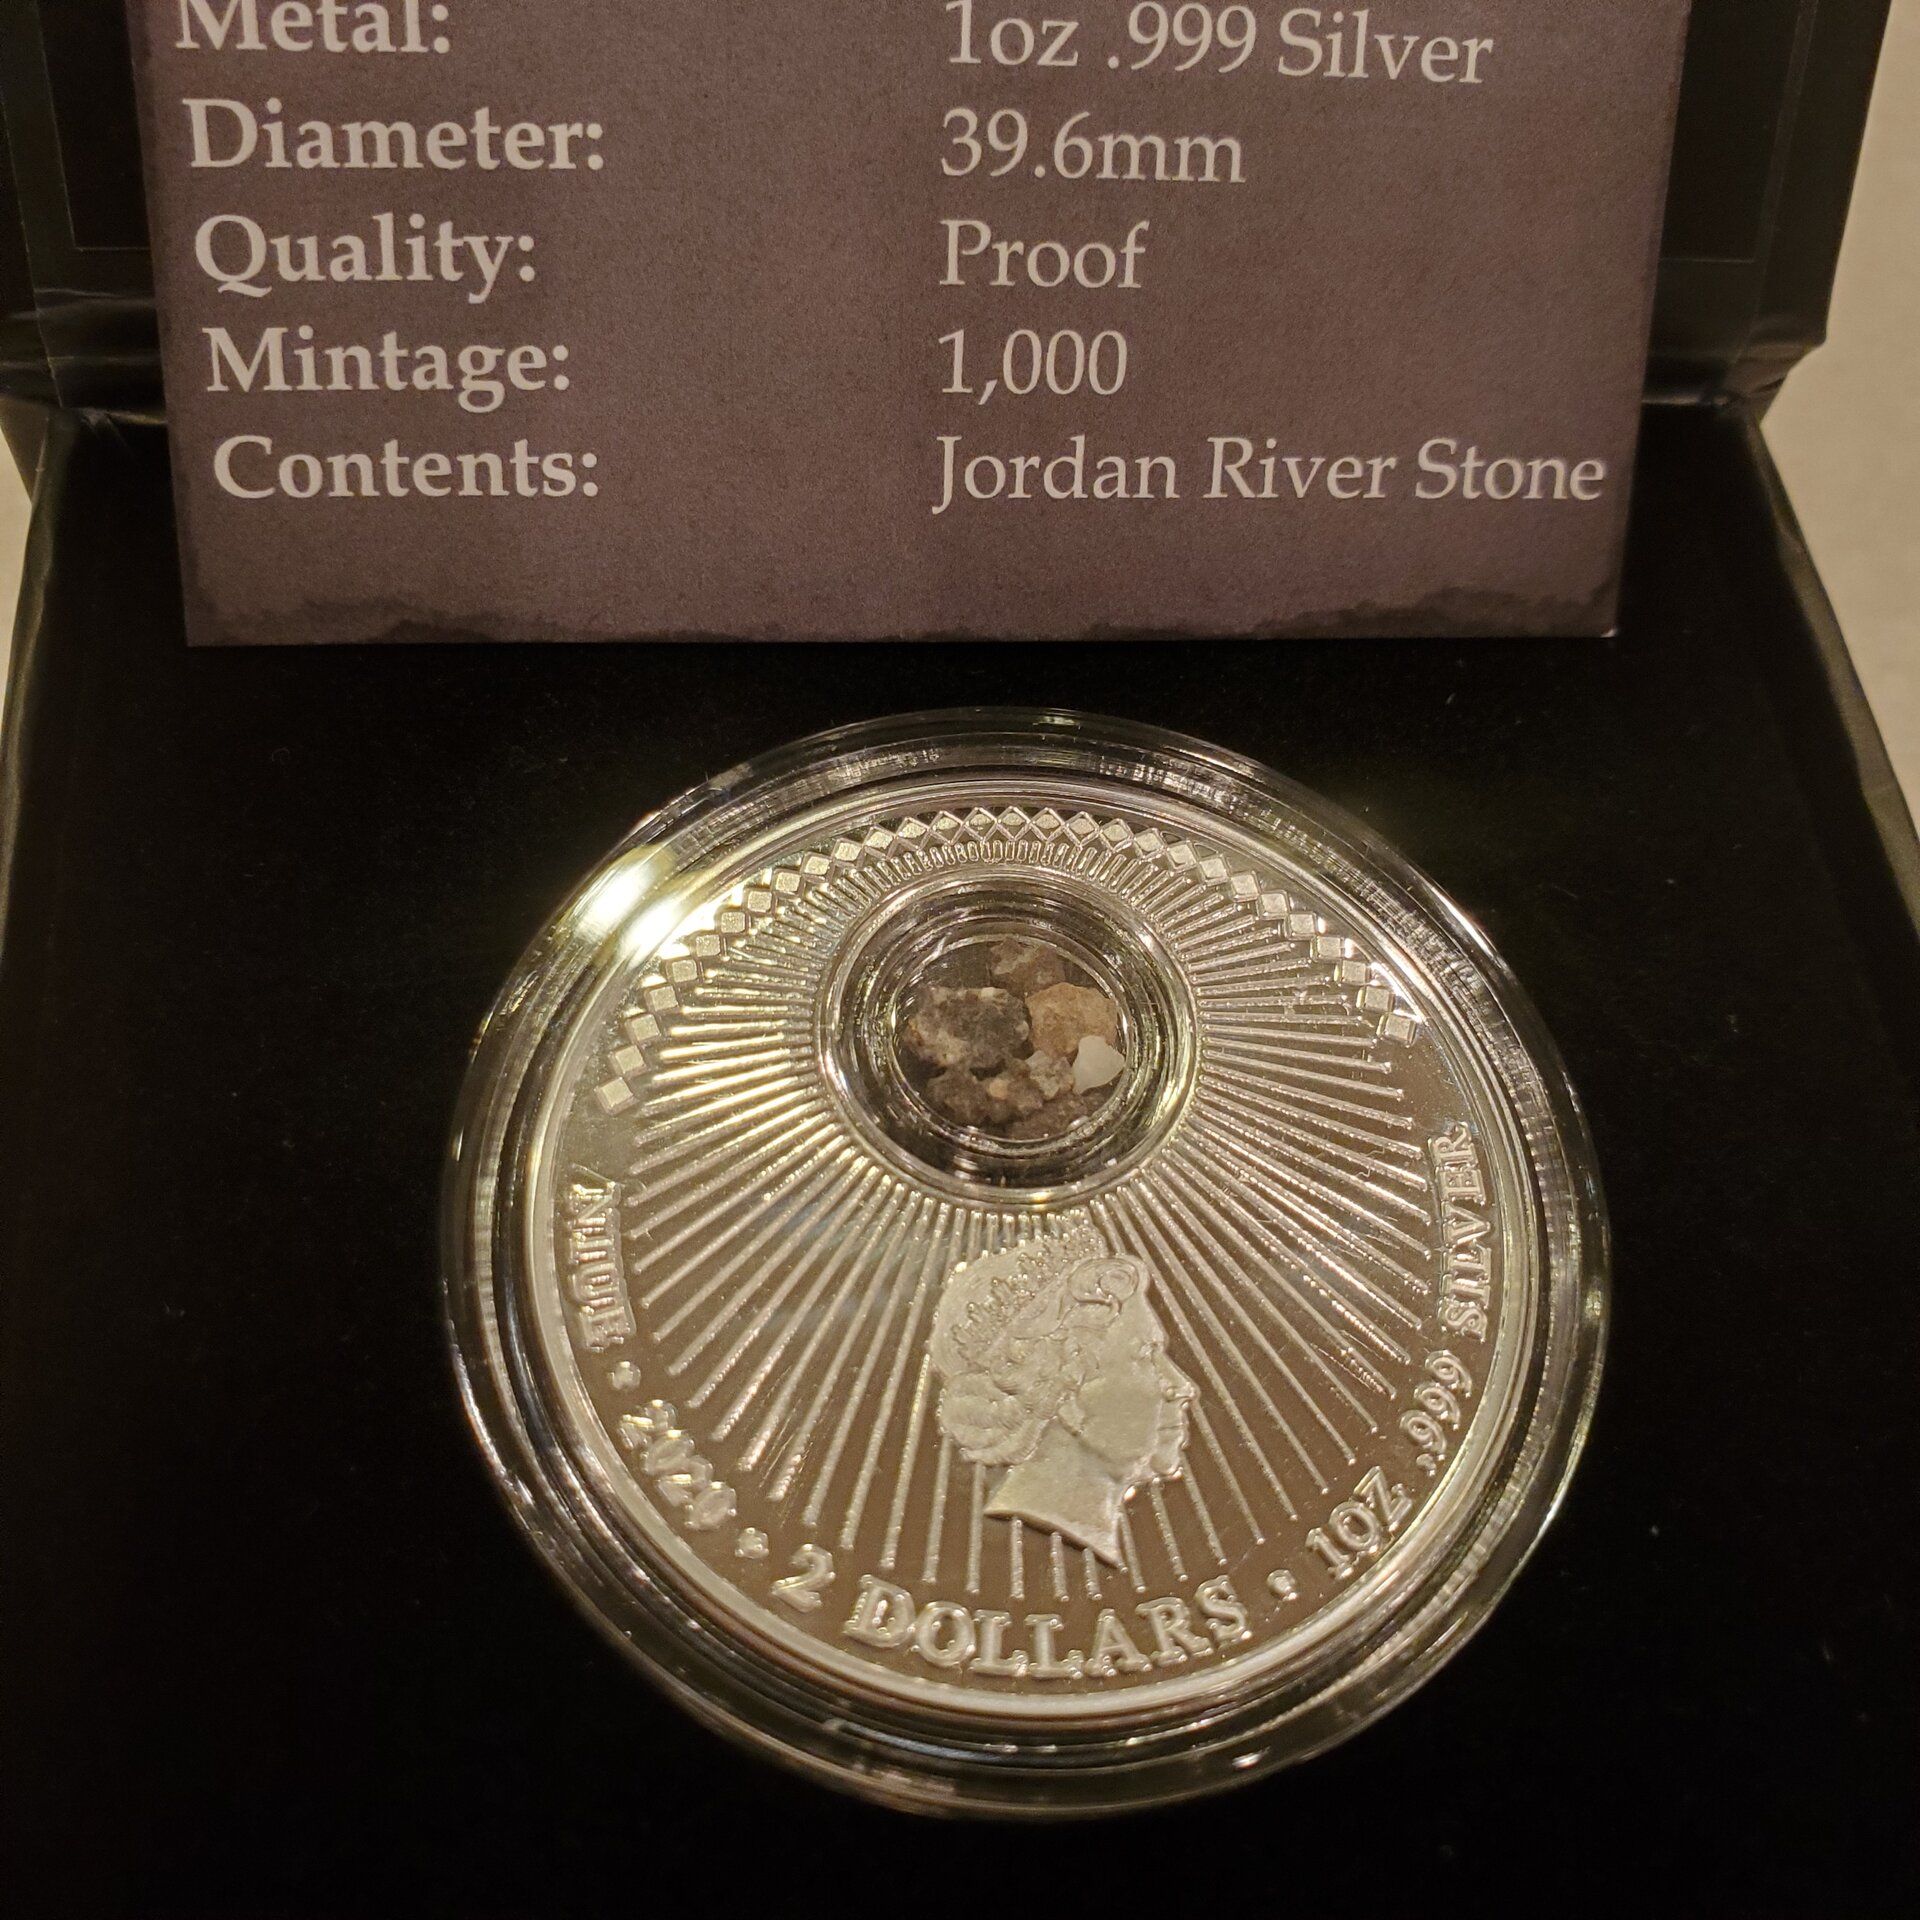 Metal: 1oz .999 Silver
Diameter: 39.6mm
Quality: Proof
Mintage: 1,000
Contents: Jordan River Stone
NIUE • 2020 • 2 DOLLARS • 1OZ .999 SILVER